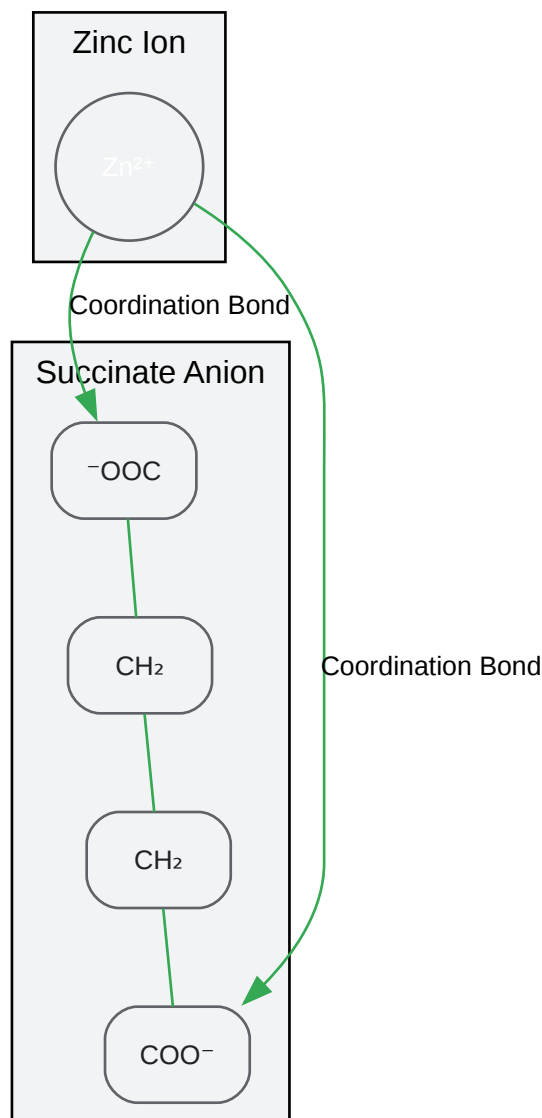 Zinc Ion
Zn²⁺
Coordination Bond
Succinate Anion
⁻OOC
CH₂
Coordination Bond
CH₂
COO⁻